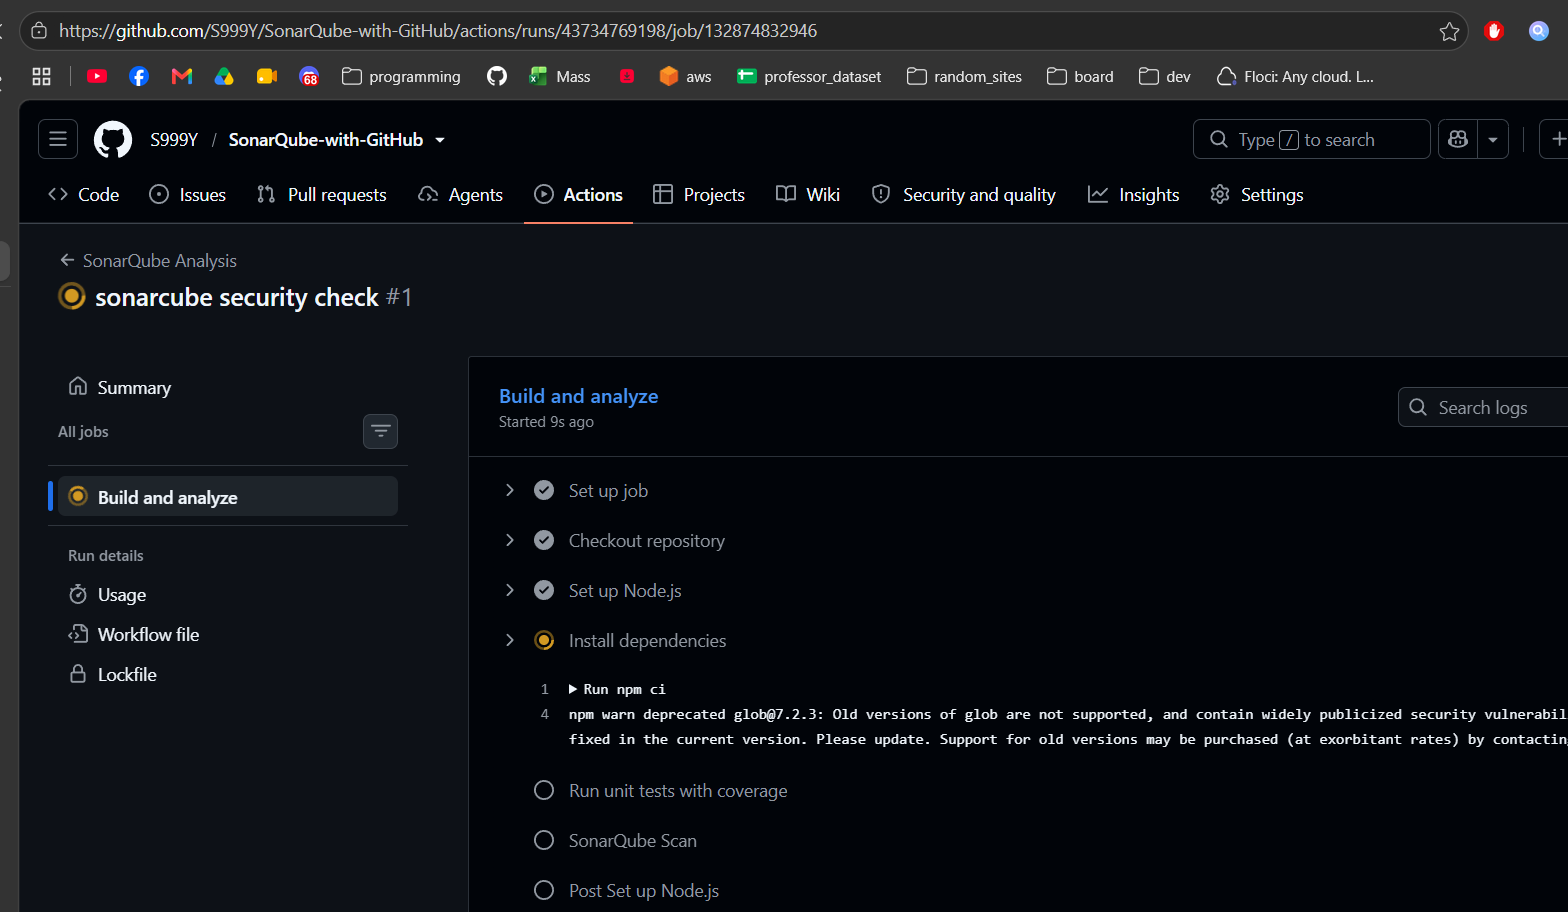 https://github.com/S999Y/SonarQube-with-GitHub/actions/runs/43734769198/job/132874832946
68 programming Mass aws professor_dataset random_sites board dev Floci: Any cloud. L...
S999Y / SonarQube-with-GitHub Type / to search
Code Issues Pull requests Agents Actions Projects Wiki Security and quality Insights Settings
SonarQube Analysis
sonarcube security check #1
Summary
All jobs
Build and analyze
Run details
Usage
Workflow file
Lockfile
Build and analyze
Started 9s ago
Search logs
Set up job
Checkout repository
Set up Node.js
Install dependencies
1 Run npm ci
4 npm warn deprecated glob@7.2.3: Old versions of glob are not supported, and contain widely publicized security vulnerabil
fixed in the current version. Please update. Support for old versions may be purchased (at exorbitant rates) by contactin
Run unit tests with coverage
SonarQube Scan
Post Set up Node.js